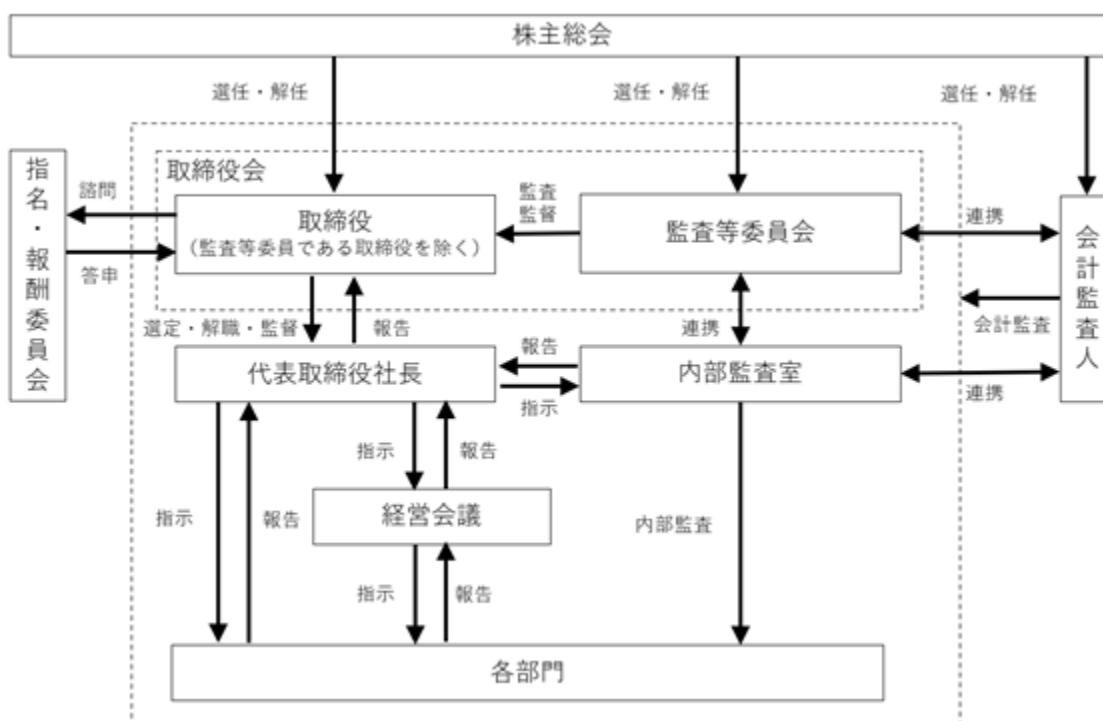 株主総会
選任・解任
選任・解任
選任・解任
指名・報酬委員会
諮問
答申
取締役会
取締役
（監査等委員である取締役を除く）
監査
監督
監査等委員会
連携
会計監査人
会計監査
選定・解職・監督
報告
連携
代表取締役社長
報告
指示
内部監査室
連携
指示
報告
経営会議
指示
報告
内部監査
指示
報告
各部門